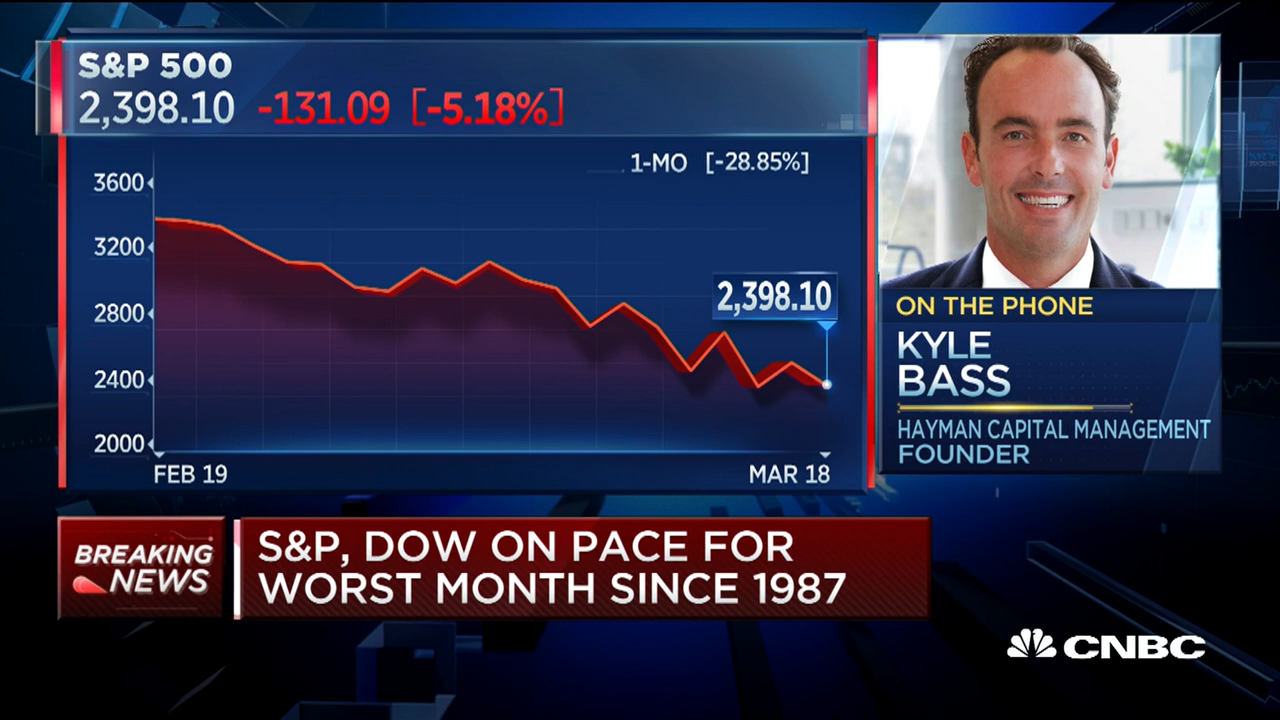 S&P 500
2,398.10 -131.09 [-5.18%]
1-MO [-28.85%]
3600
3200
2800
2400
2000
2,398.10
FEB 19
MAR 18
ON THE PHONE
KYLE
BASS
HAYMAN CAPITAL MANAGEMENT
FOUNDER
BREAKING
NEWS
S&P, DOW ON PACE FOR
WORST MONTH SINCE 1987
CNBC